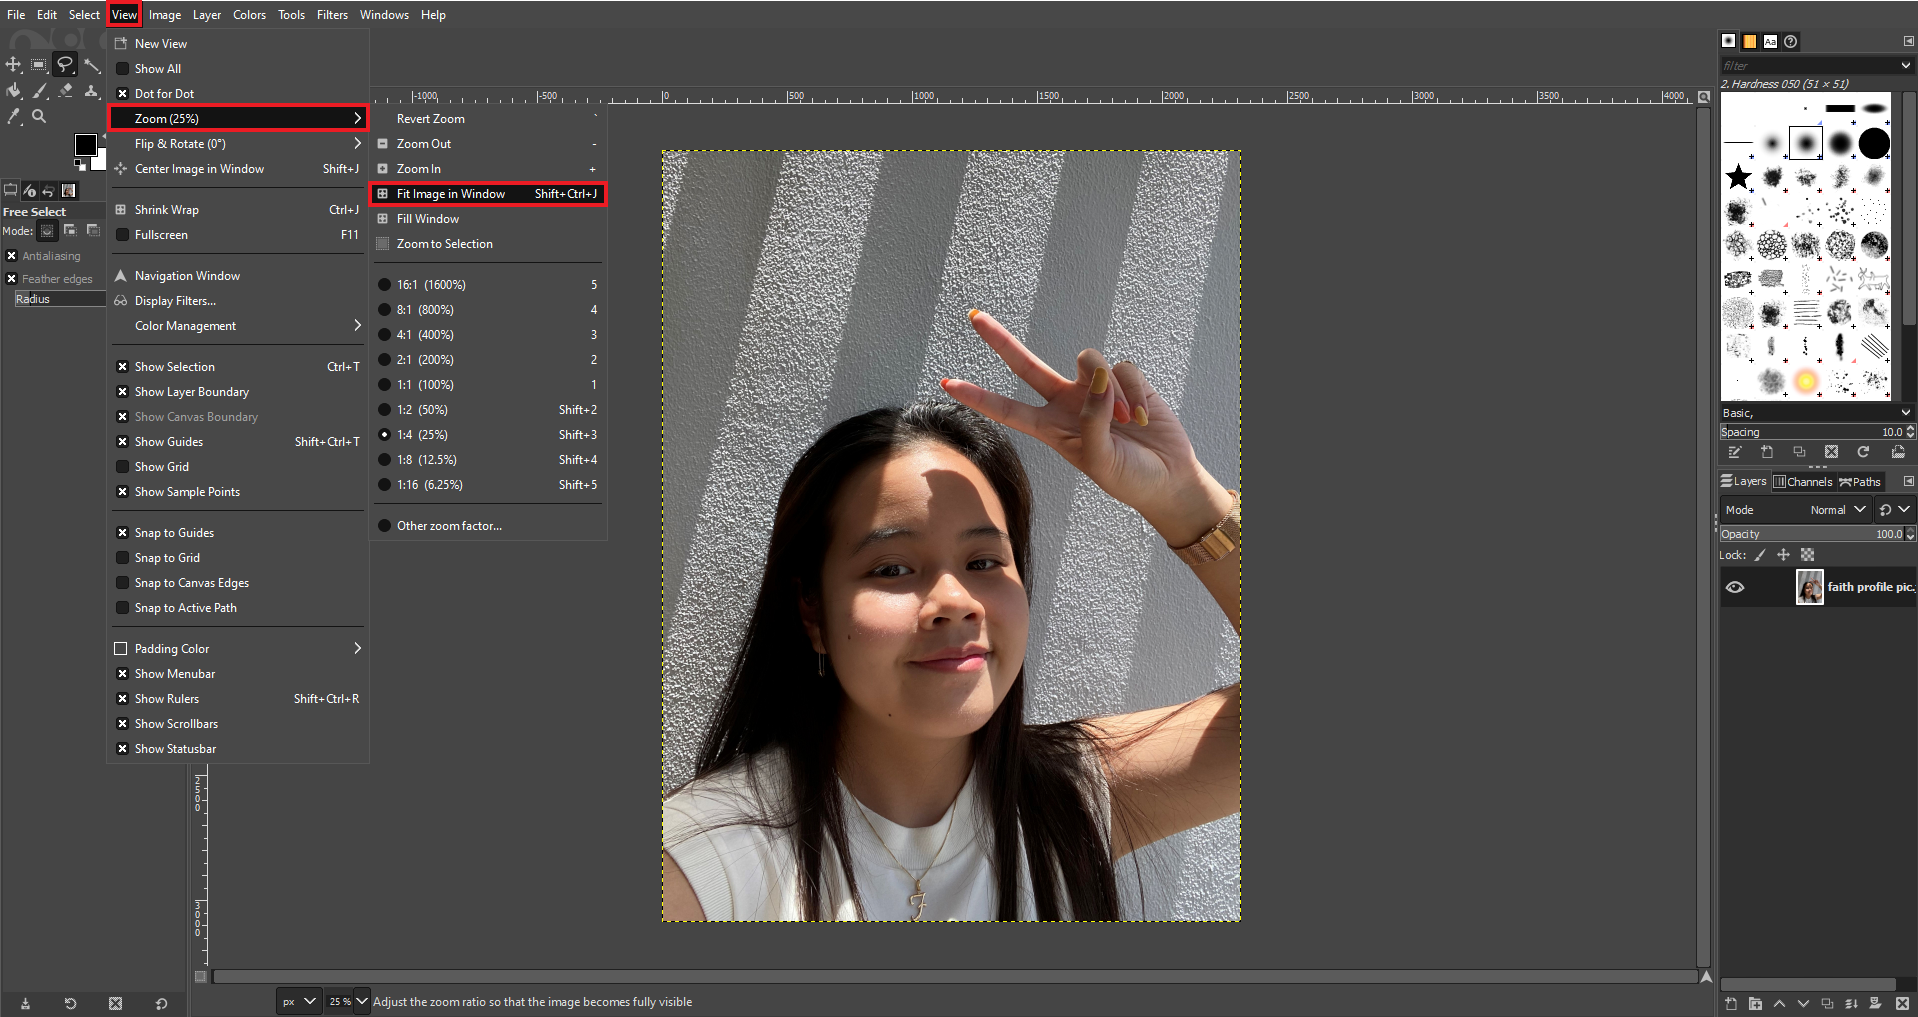 File Edit Select View Image Layer Colors Tools Filters Windows Help
New View
Show All
Dot for Dot
Zoom (25%)
Flip & Rotate (0°)
Center Image in Window Shift+J
Shrink Wrap Ctrl+J
Fullscreen F11
Navigation Window
Display Filters...
Color Management
Show Selection Ctrl+T
Show Layer Boundary
Show Canvas Boundary
Show Guides Shift+Ctrl+T
Show Grid
Show Sample Points
Snap to Guides
Snap to Grid
Snap to Canvas Edges
Snap to Active Path
Padding Color
Show Menubar
Show Rulers Shift+Ctrl+R
Show Scrollbars
Show Statusbar
Revert Zoom `
Zoom Out -
Zoom In +
Fit Image in Window Shift+Ctrl+J
Fill Window
Zoom to Selection
16:1 (1600%) 5
8:1 (800%) 4
4:1 (400%) 3
2:1 (200%) 2
1:1 (100%) 1
1:2 (50%) Shift+2
1:4 (25%) Shift+3
1:8 (12.5%) Shift+4
1:16 (6.25%) Shift+5
Other zoom factor...
Free Select
Mode:
Antialiasing
Feather edges
Radius
-1000 -500 0 500 1000 1500 2000 2500 3000 3500 4000
2500
3000
F
px 25 % Adjust the zoom ratio so that the image becomes fully visible
Aa
filter
2. Hardness 050 (51 × 51)
Basic,
Spacing 10.0
Layers Channels Paths
Mode Normal
Opacity 100.0
Lock:
faith profile pic.